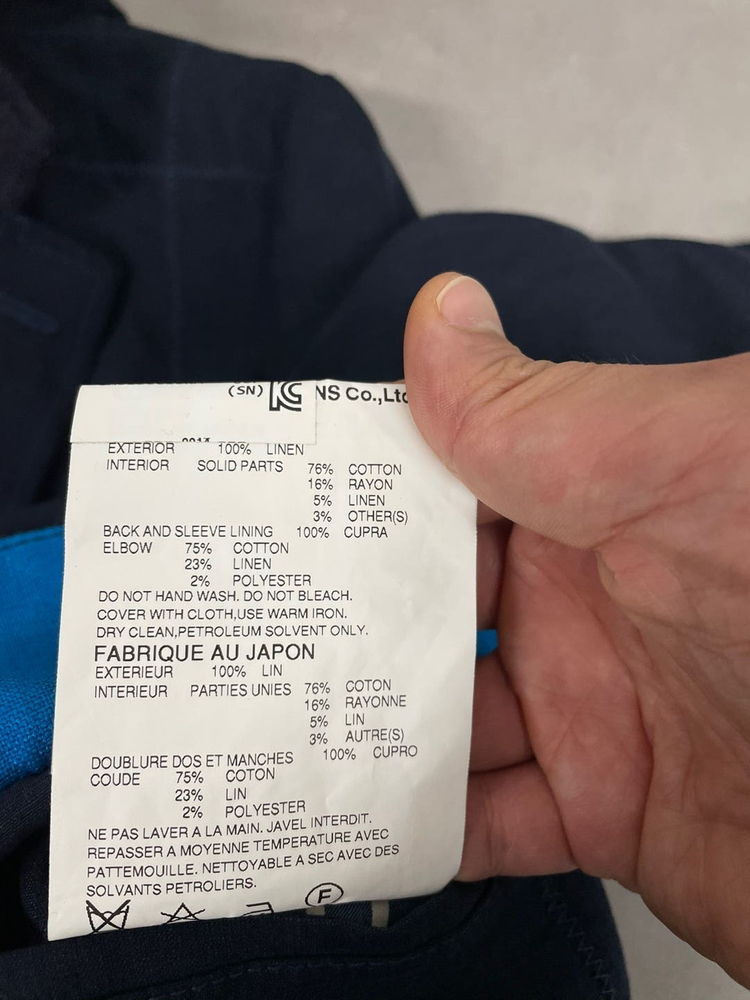 (SN) NS Co.,Ltd
EXTERIOR 100% LINEN
INTERIOR SOLID PARTS 76% COTTON
16% RAYON
5% LINEN
3% OTHER(S)
BACK AND SLEEVE LINING 100% CUPRA
ELBOW 75% COTTON
23% LINEN
2% POLYESTER
DO NOT HAND WASH. DO NOT BLEACH.
COVER WITH CLOTH,USE WARM IRON.
DRY CLEAN,PETROLEUM SOLVENT ONLY.
FABRIQUE AU JAPON
EXTERIEUR 100% LIN
INTERIEUR PARTIES UNIES 76% COTON
16% RAYONNE
5% LIN
3% AUTRE(S)
DOUBLURE DOS ET MANCHES 100% CUPRO
COUDE 75% COTON
23% LIN
2% POLYESTER
NE PAS LAVER A LA MAIN. JAVEL INTERDIT.
REPASSER A MOYENNE TEMPERATURE AVEC
PATTEMOUILLE. NETTOYABLE A SEC AVEC DES
SOLVANTS PETROLIERS.
F